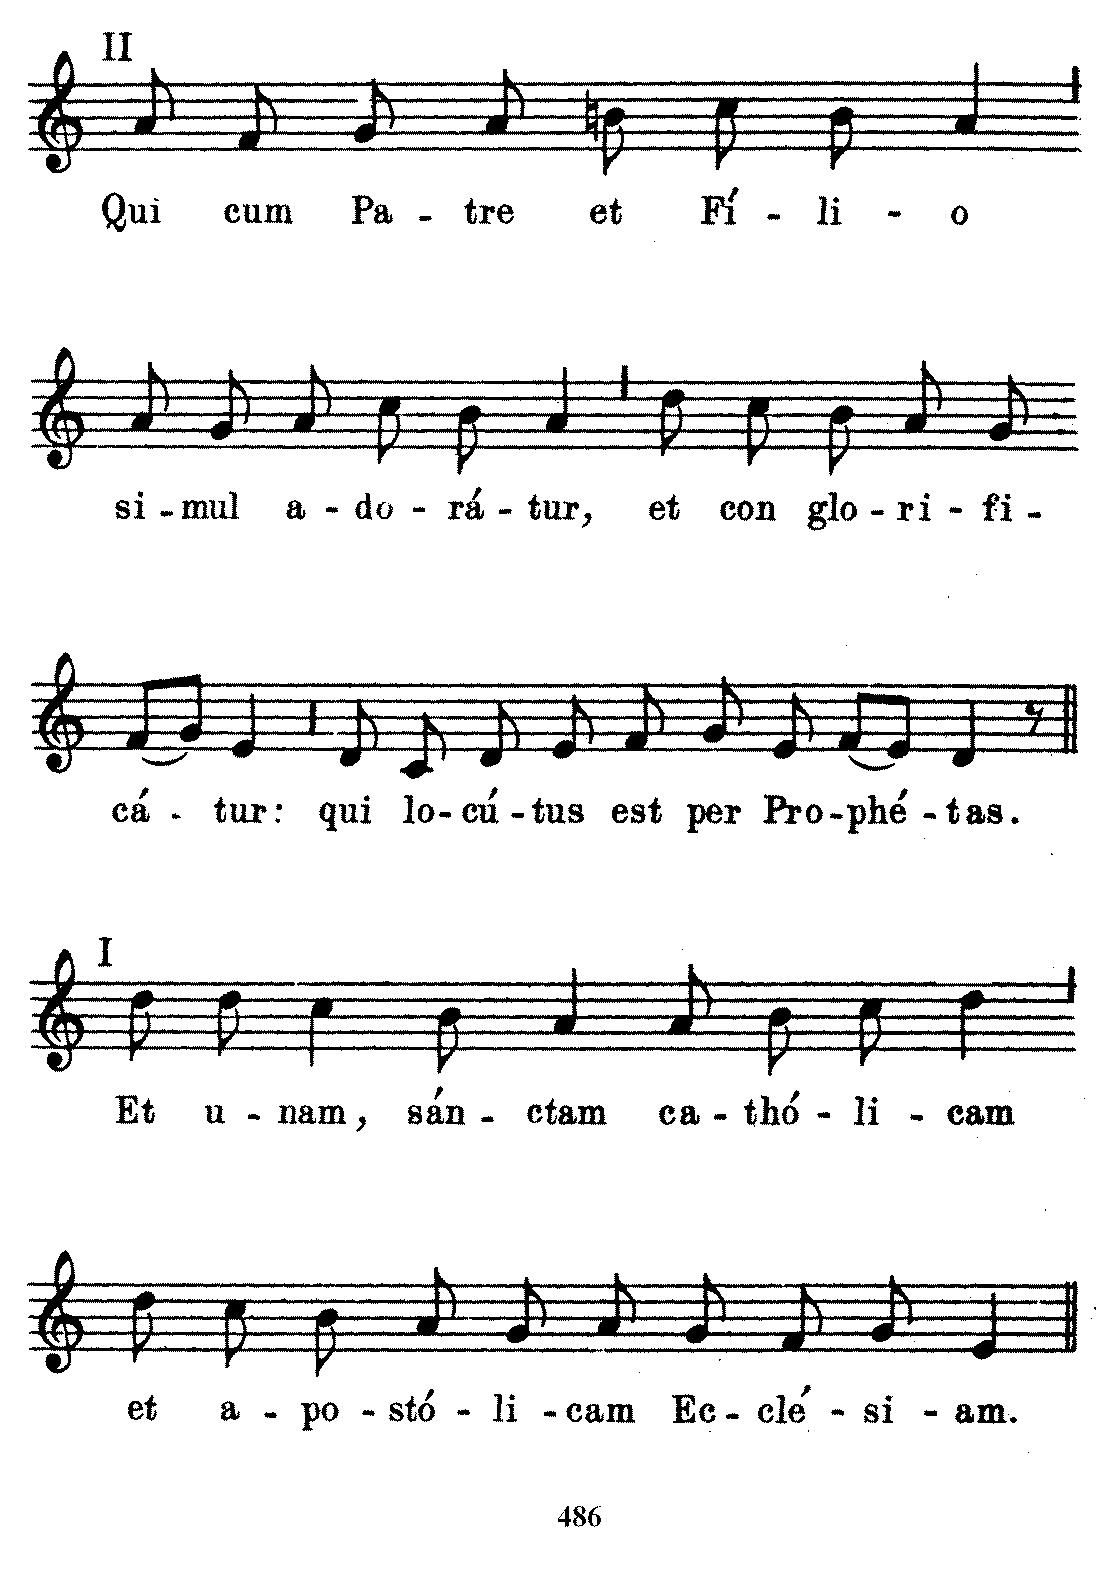 II
Qui cum Pa - tre et Fí - li - o
si - mul a - do - rá - tur, et con glo - ri - fi -
cá - tur: qui lo - cú - tus est per Pro - phé - tas.
I
Et u - nam, sán - ctam ca - thó - li - cam
et a - po - stó - li - cam Ec - clé - si - am.
486